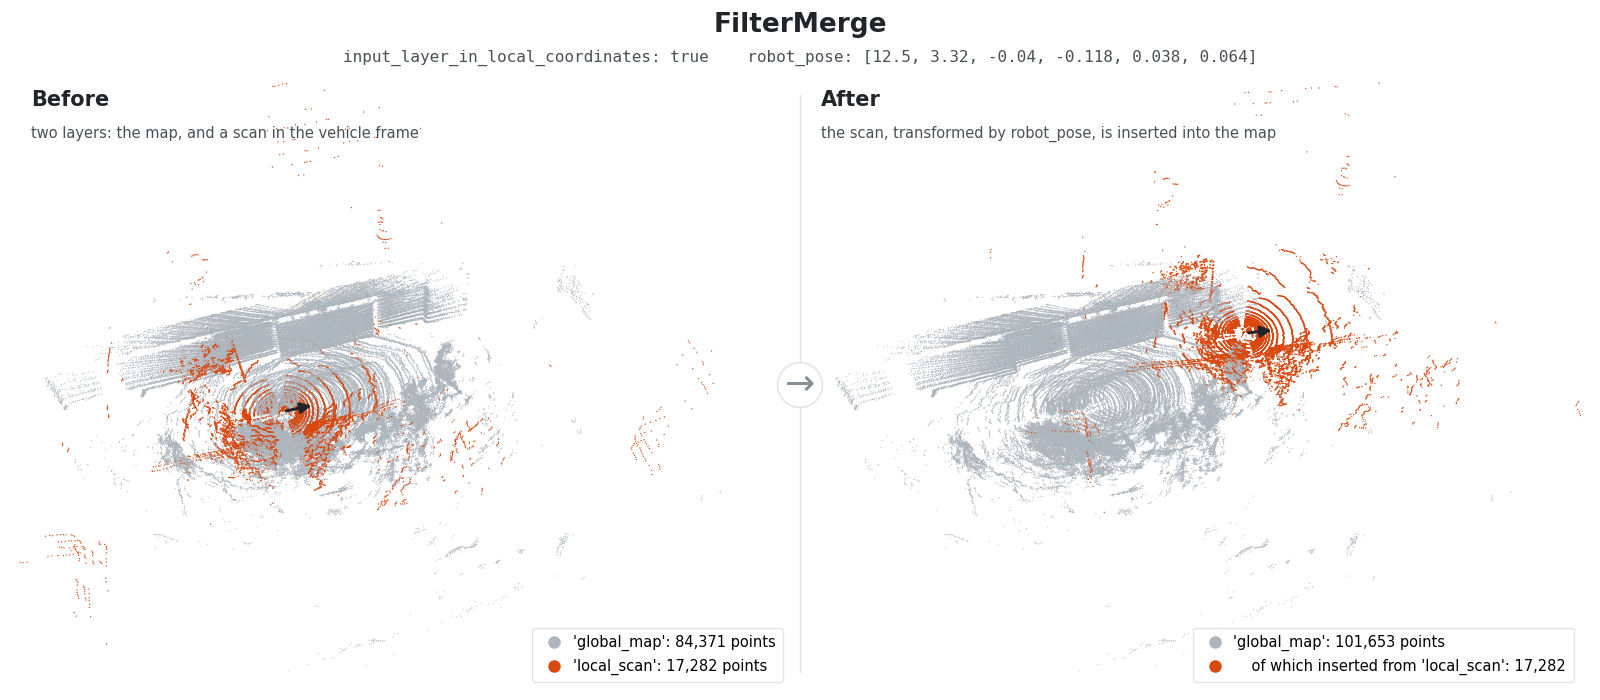 FilterMerge
input_layer_in_local_coordinates: true    robot_pose: [12.5, 3.32, -0.04, -0.118, 0.038, 0.064]
Before
two layers: the map, and a scan in the vehicle frame
'global_map': 84,371 points
'local_scan': 17,282 points
→
After
the scan, transformed by robot_pose, is inserted into the map
'global_map': 101,653 points
of which inserted from 'local_scan': 17,282